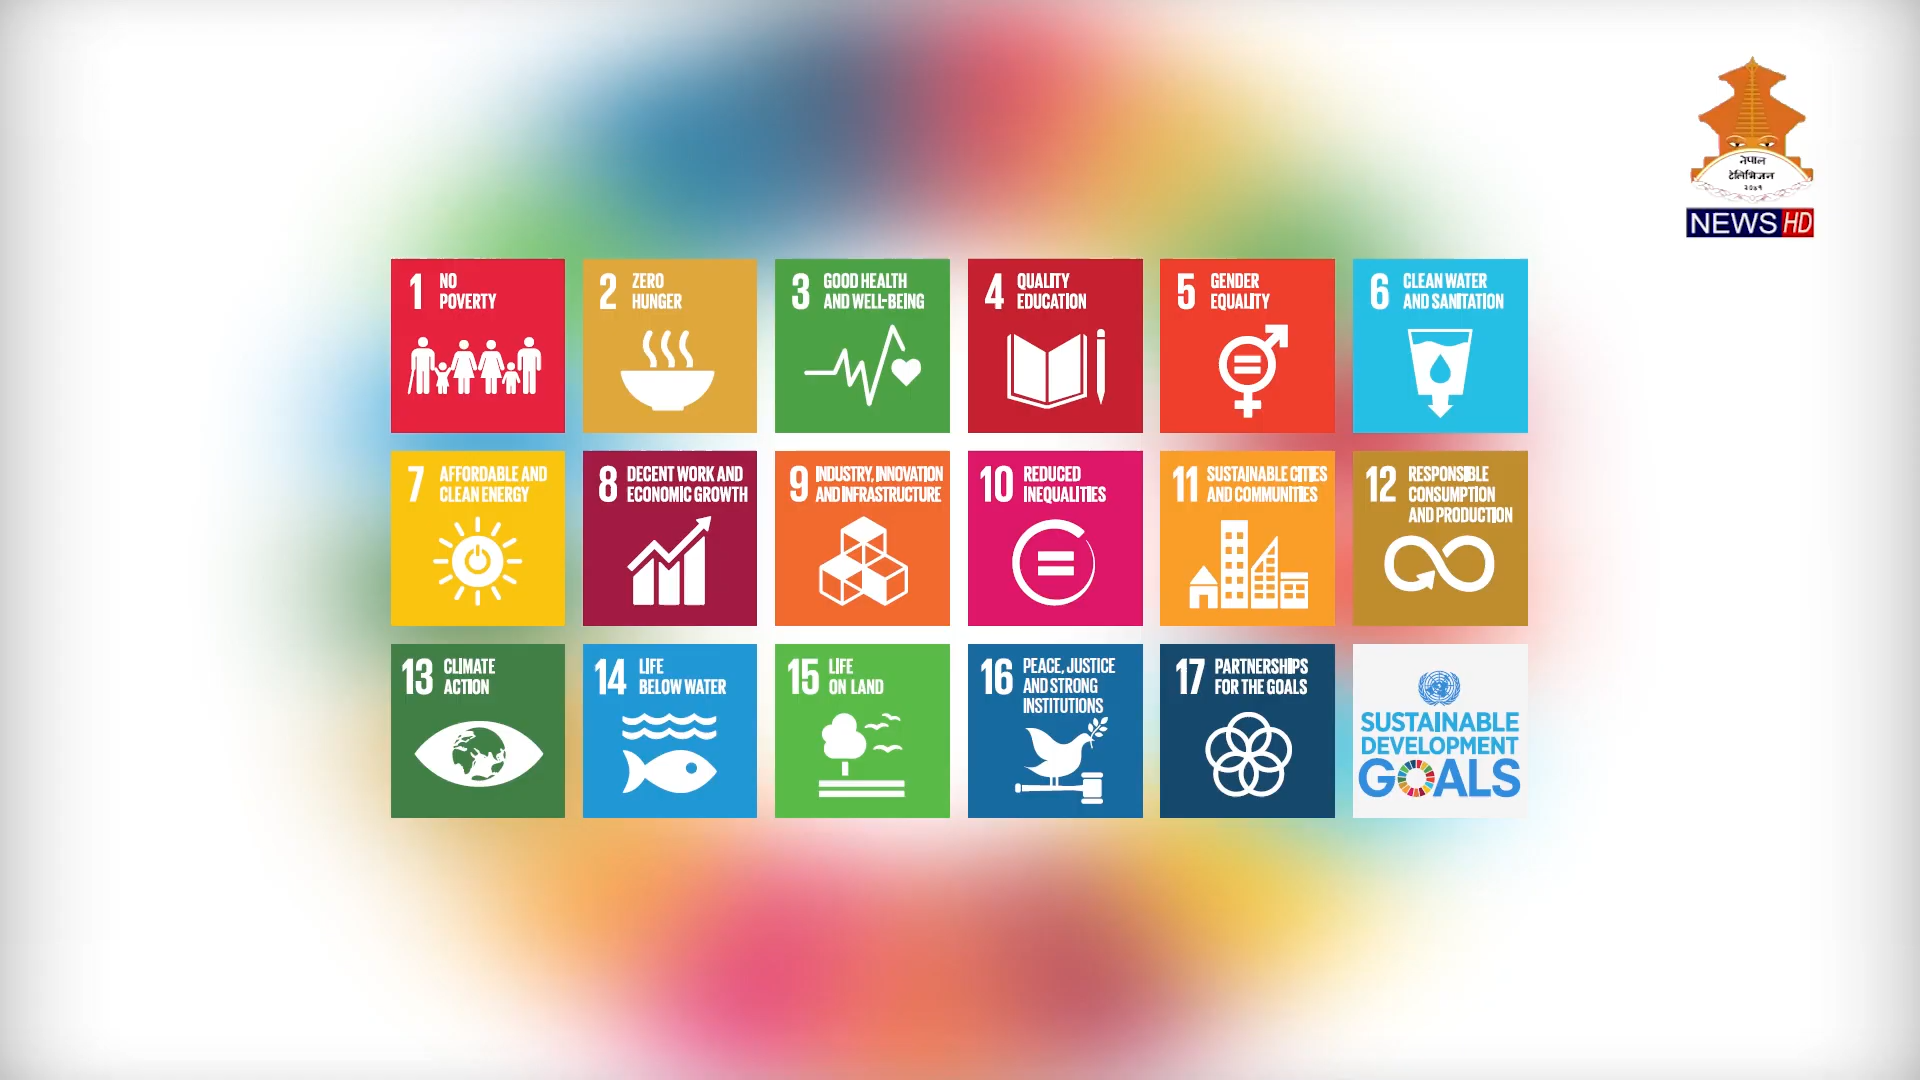 नेपाल
टेलिभिजन
२०४१
NEWS HD
1 NO
POVERTY
2 ZERO
HUNGER
3 GOOD HEALTH
AND WELL-BEING
4 QUALITY
EDUCATION
5 GENDER
EQUALITY
6 CLEAN WATER
AND SANITATION
7 AFFORDABLE AND
CLEAN ENERGY
8 DECENT WORK AND
ECONOMIC GROWTH
9 INDUSTRY, INNOVATION
AND INFRASTRUCTURE
10 REDUCED
INEQUALITIES
11 SUSTAINABLE CITIES
AND COMMUNITIES
12 RESPONSIBLE
CONSUMPTION
AND PRODUCTION
13 CLIMATE
ACTION
14 LIFE
BELOW WATER
15 LIFE
ON LAND
16 PEACE, JUSTICE
AND STRONG
INSTITUTIONS
17 PARTNERSHIPS
FOR THE GOALS
SUSTAINABLE
DEVELOPMENT
GOALS